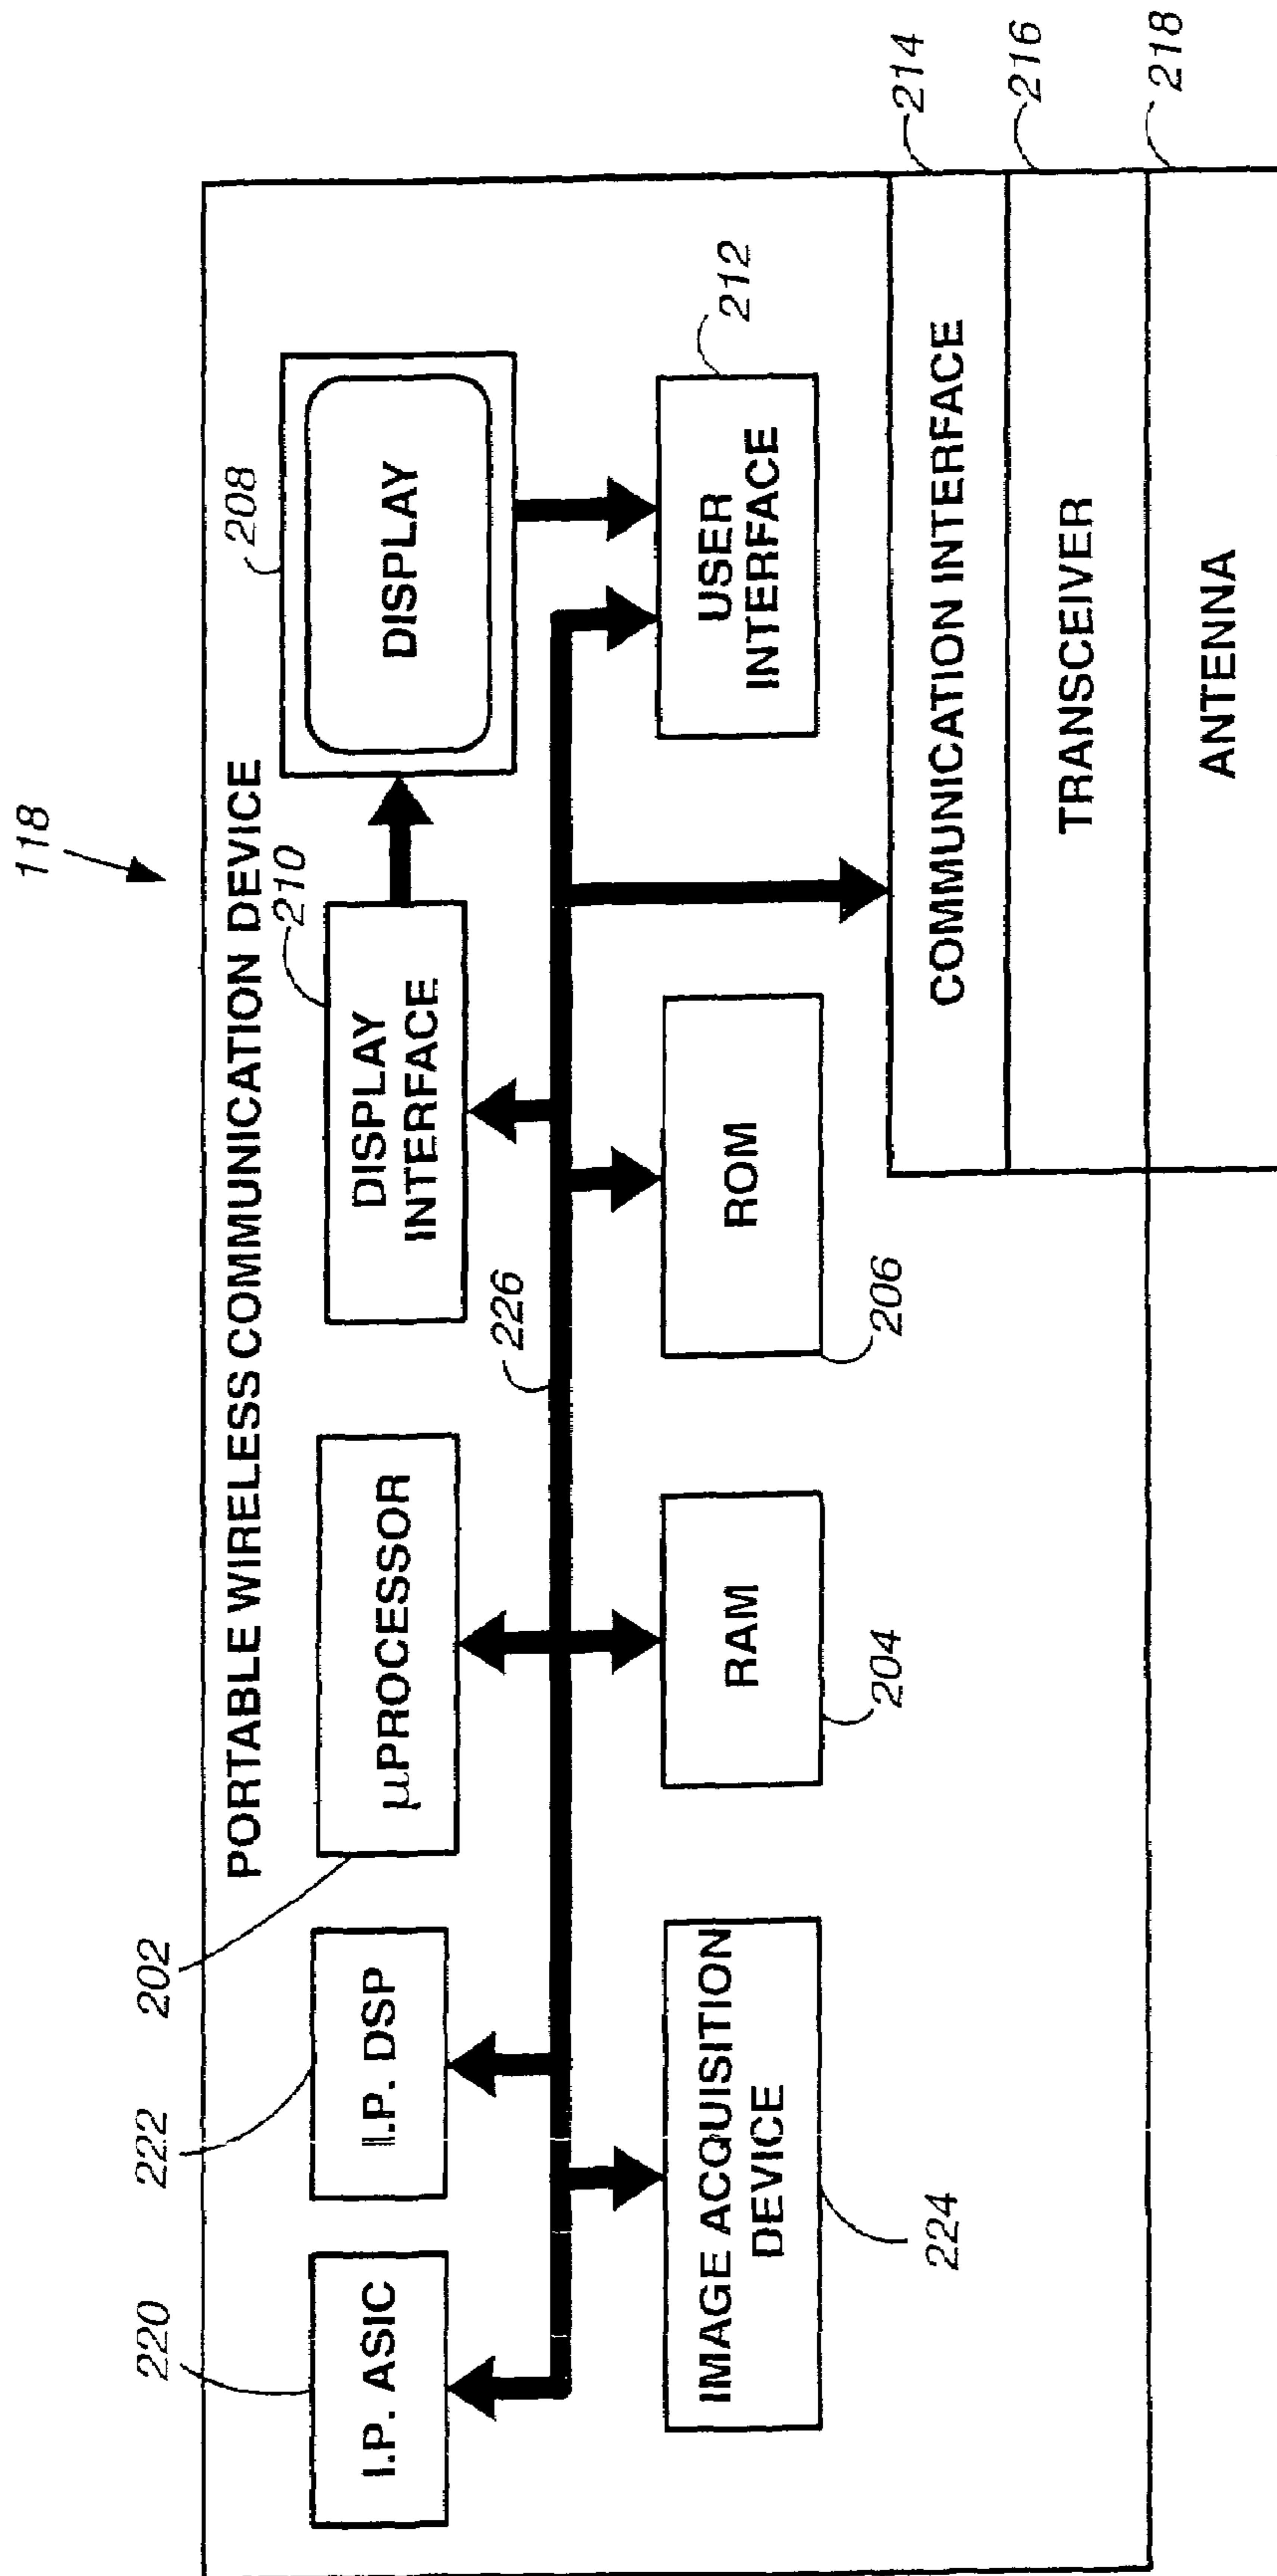 118
PORTABLE WIRELESS COMMUNICATION DEVICE
220
222
202
210
208
I.P. ASIC
I.P. DSP
µPROCESSOR
DISPLAY
INTERFACE
DISPLAY
226
IMAGE ACQUISITION
DEVICE
RAM
ROM
USER
INTERFACE
212
224
204
206
COMMUNICATION INTERFACE
214
TRANSCEIVER
216
ANTENNA
218